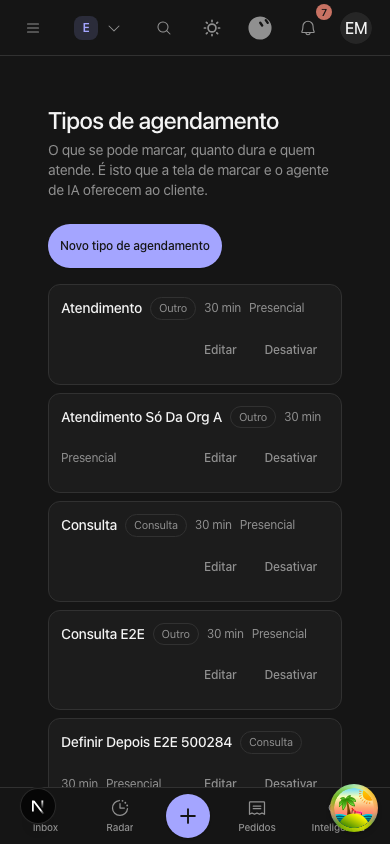 E
7
EM
Tipos de agendamento
O que se pode marcar, quanto dura e quem
atende. É isto que a tela de marcar e o agente
de IA oferecem ao cliente.
Novo tipo de agendamento
Atendimento Outro 30 min Presencial
Editar Desativar
Atendimento Só Da Org A Outro 30 min
Presencial Editar Desativar
Consulta Consulta 30 min Presencial
Editar Desativar
Consulta E2E Outro 30 min Presencial
Editar Desativar
Definir Depois E2E 500284 Consulta
30 min Presencial Editar Desativar
N
Inbox Radar Pedidos